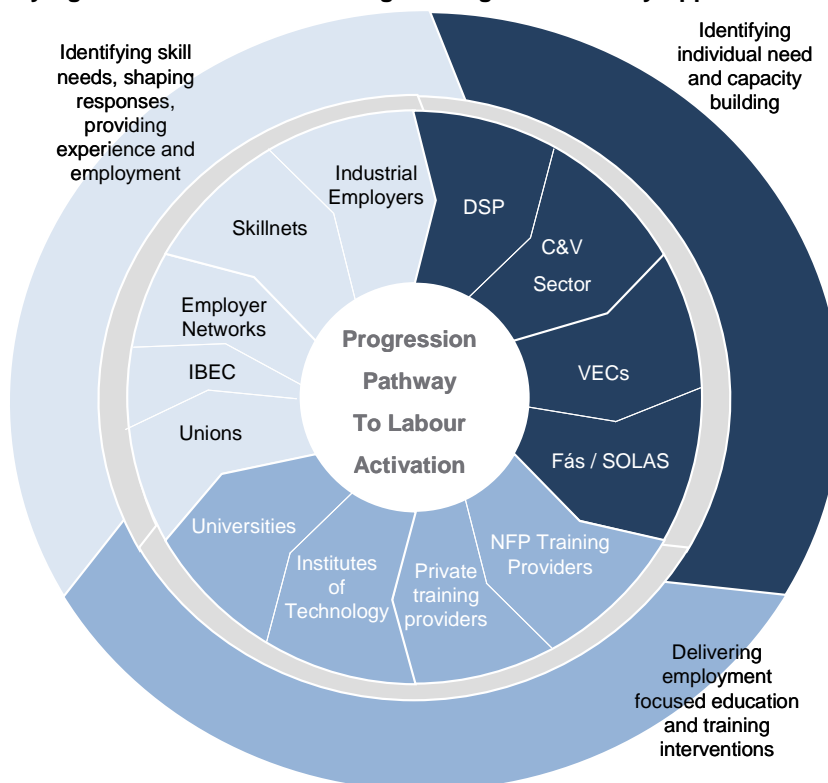 Identifying skill
needs, shaping
responses,
providing
experience and
employment
Identifying
individual need
and capacity
building
Industrial
Employers
DSP
Skillnets
C&V
Sector
Employer
Networks
VECs
IBEC
Unions
Fás / SOLAS
Progression
Pathway
To Labour
Activation
Universities
Institutes
of
Technology
Private
training
providers
NFP Training
Providers
Delivering
employment
focused education
and training
interventions